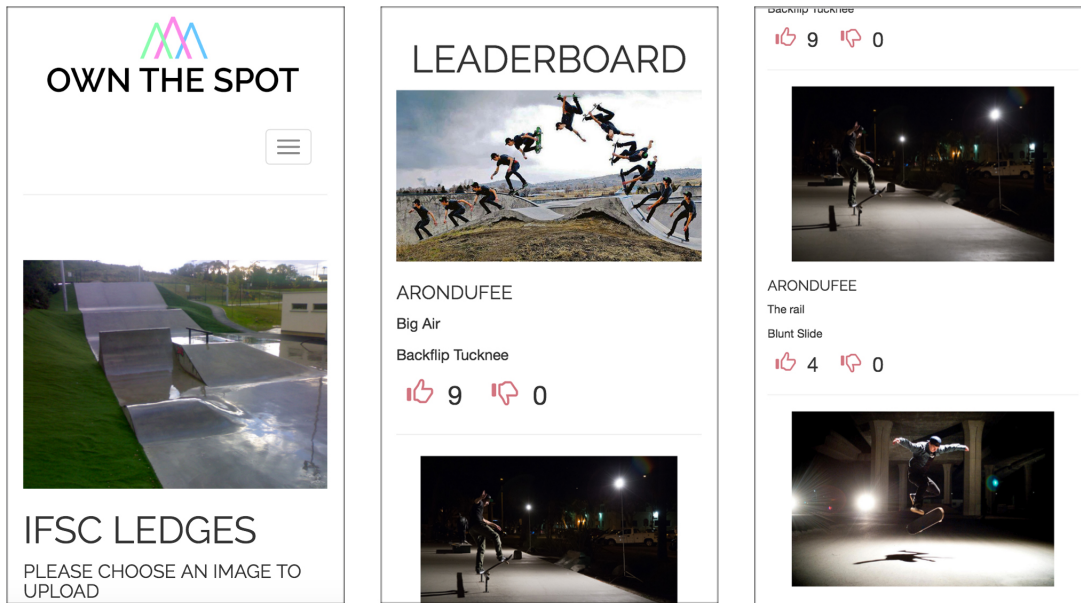 OWN THE SPOT
IFSC LEDGES
PLEASE CHOOSE AN IMAGE TO
UPLOAD
LEADERBOARD
ARONDUFEE
Big Air
Backflip Tucknee
9 0
Backflip Tucknee
9 0
ARONDUFEE
The rail
Blunt Slide
4 0